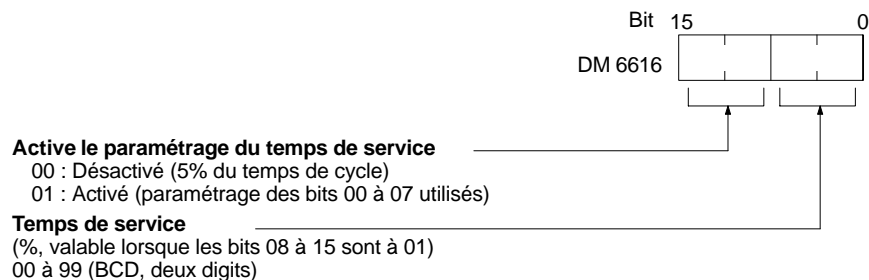 Bit 15 0
DM 6616
Active le paramétrage du temps de service
00 : Désactivé (5% du temps de cycle)
01 : Activé (paramétrage des bits 00 à 07 utilisés)
Temps de service
(%, valable lorsque les bits 08 à 15 sont à 01)
00 à 99 (BCD, deux digits)